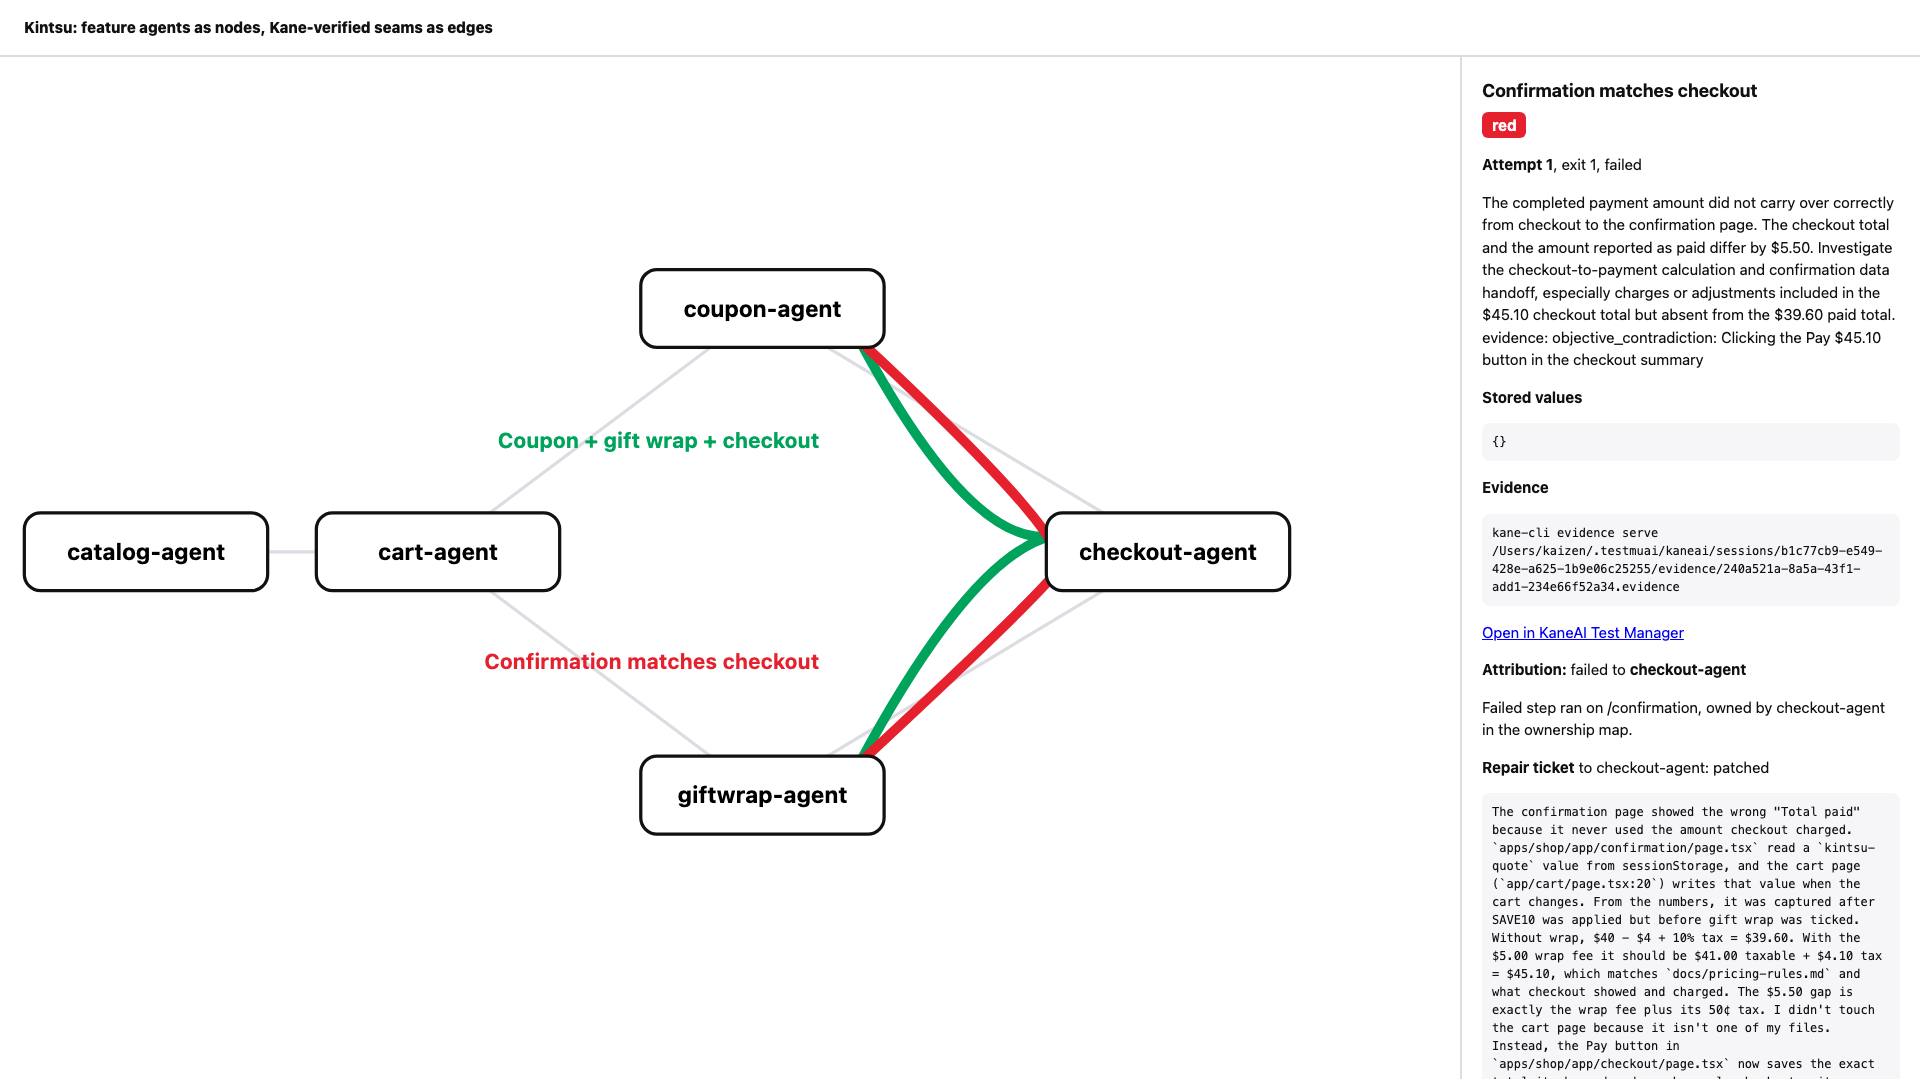 Kintsu: feature agents as nodes, Kane-verified seams as edges
coupon-agent
Coupon + gift wrap + checkout
catalog-agent
cart-agent
checkout-agent
Confirmation matches checkout
giftwrap-agent
Confirmation matches checkout
red
Attempt 1, exit 1, failed
The completed payment amount did not carry over correctly
from checkout to the confirmation page. The checkout total
and the amount reported as paid differ by $5.50. Investigate
the checkout-to-payment calculation and confirmation data
handoff, especially charges or adjustments included in the
$45.10 checkout total but absent from the $39.60 paid total.
evidence: objective_contradiction: Clicking the Pay $45.10
button in the checkout summary
Stored values
{}
Evidence
kane-cli evidence serve
/Users/kaizen/.testmuai/kaneai/sessions/b1c77cb9-e549-
428e-a625-1b9e06c25255/evidence/240a521a-8a5a-43f1-
add1-234e66f52a34.evidence
Open in KaneAI Test Manager
Attribution: failed to checkout-agent
Failed step ran on /confirmation, owned by checkout-agent
in the ownership map.
Repair ticket to checkout-agent: patched
The confirmation page showed the wrong "Total paid"
because it never used the amount checkout charged.
`apps/shop/app/confirmation/page.tsx` read a `kintsu-
quote` value from sessionStorage, and the cart page
(`app/cart/page.tsx:20`) writes that value when the
cart changes. From the numbers, it was captured after
SAVE10 was applied but before gift wrap was ticked.
Without wrap, $40 − $4 + 10% tax = $39.60. With the
$5.00 wrap fee it should be $41.00 taxable + $4.10 tax
= $45.10, which matches `docs/pricing-rules.md` and
what checkout showed and charged. The $5.50 gap is
exactly the wrap fee plus its 50¢ tax. I didn't touch
the cart page because it isn't one of my files.
Instead, the Pay button in
`apps/shop/app/checkout/page.tsx` now saves the exact